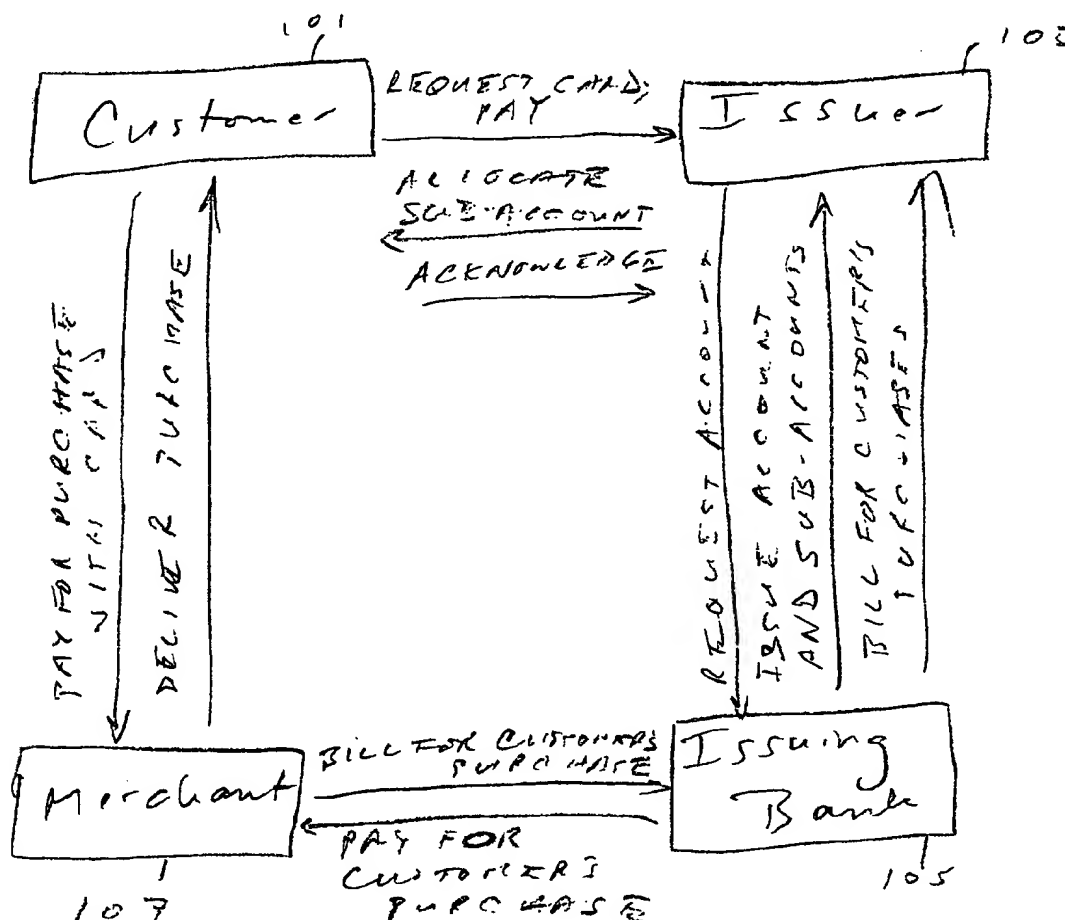 101
Customer
REQUEST CARD,
PAY
Issuer
ALLOCATE
SUB-ACCOUNT
ACKNOWLEDGE
PAY FOR PURCHASE
WITH CARD
DELIVER PURCHASE
REQUEST ACCOUNT
ISSUE ACCOUNT
AND SUB-ACCOUNTS
BILL FOR CUSTOMER'S
PURCHASES
Merchant
107
BILL FOR CUSTOMER'S
PURCHASE
PAY FOR
CUSTOMER'S
PURCHASE
Issuing
Bank
105